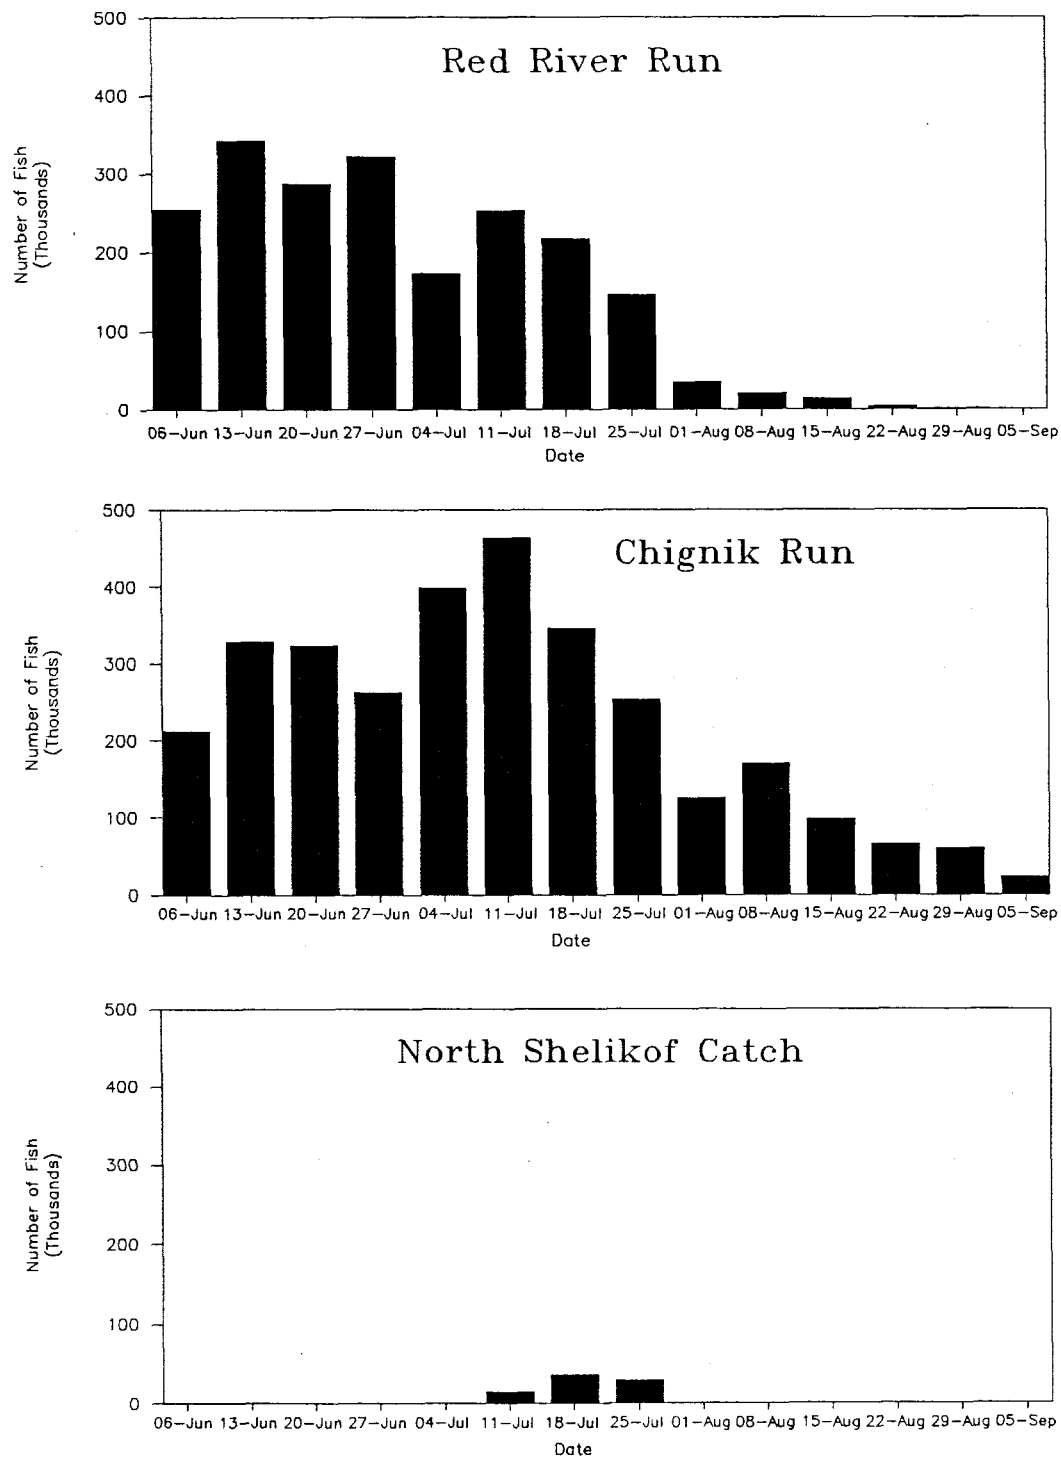 Red River Run
500
400
300
200
100
0
Number of Fish
(Thousands)
06-Jun 13-Jun 20-Jun 27-Jun 04-Jul 11-Jul 18-Jul 25-Jul 01-Aug 08-Aug 15-Aug 22-Aug 29-Aug 05-Sep
Date
Chignik Run
500
400
300
200
100
0
Number of Fish
(Thousands)
06-Jun 13-Jun 20-Jun 27-Jun 04-Jul 11-Jul 18-Jul 25-Jul 01-Aug 08-Aug 15-Aug 22-Aug 29-Aug 05-Sep
Date
North Shelikof Catch
500
400
300
200
100
0
Number of Fish
(Thousands)
06-Jun 13-Jun 20-Jun 27-Jun 04-Jul 11-Jul 18-Jul 25-Jul 01-Aug 08-Aug 15-Aug 22-Aug 29-Aug 05-Sep
Date